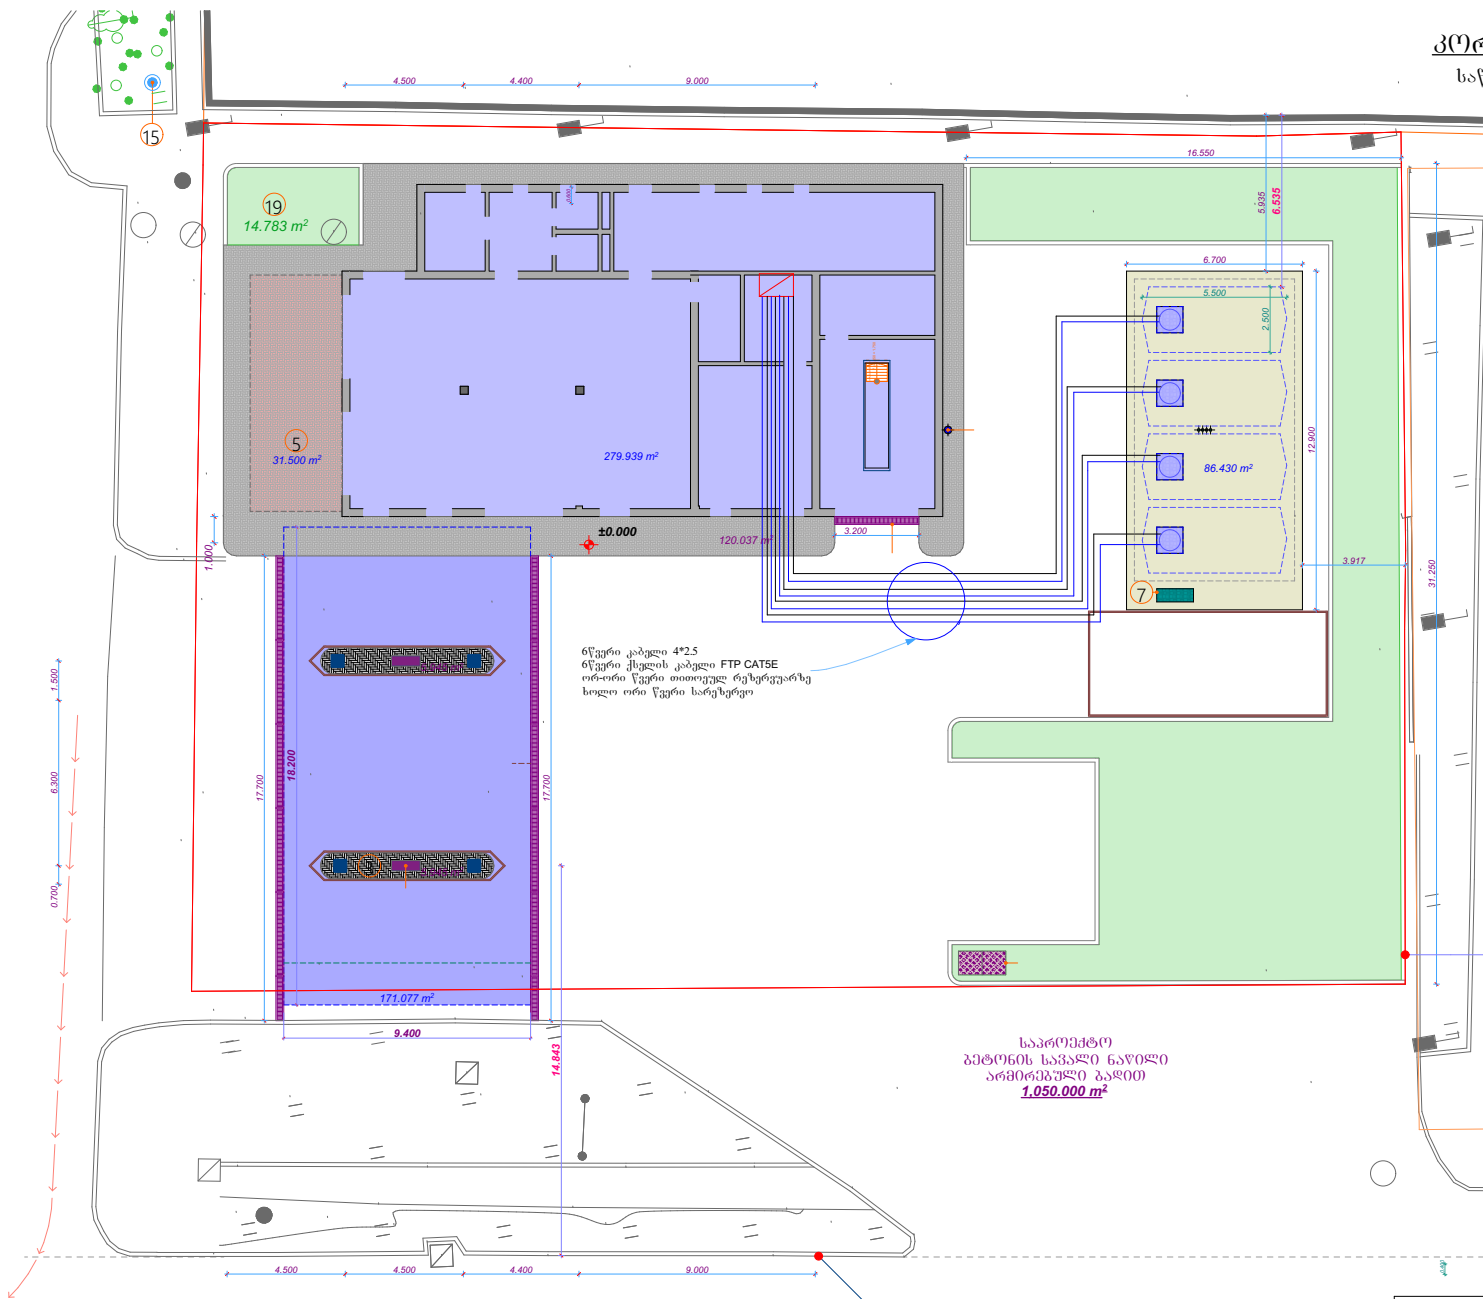 კორ
საწ
4.500
4.400
9.000
15
16.550
19
14.783 m²
5.935
6.535
6.700
5.500
2.500
5
31.500 m²
279.939 m²
86.430 m²
12.900
±0.000
120.037 m²
3.200
1.000
3.917
31.250
7
6წვერი კაბელი 4*2.5
6წვერი ქსელის კაბელი FTP CAT5E
ორ-ორი წვერი თითოეულ რეზერვუარზე
ხოლო ორი წვერი სარეზერვო
1.500
6.300
0.700
17.700
18.200
17.700
171.077 m²
9.400
14.843
საპროექტო
ბეტონის სავალი ნაწილი
არმირებული ბადით
1,050.000 m²
4.500
4.500
4.400
9.000